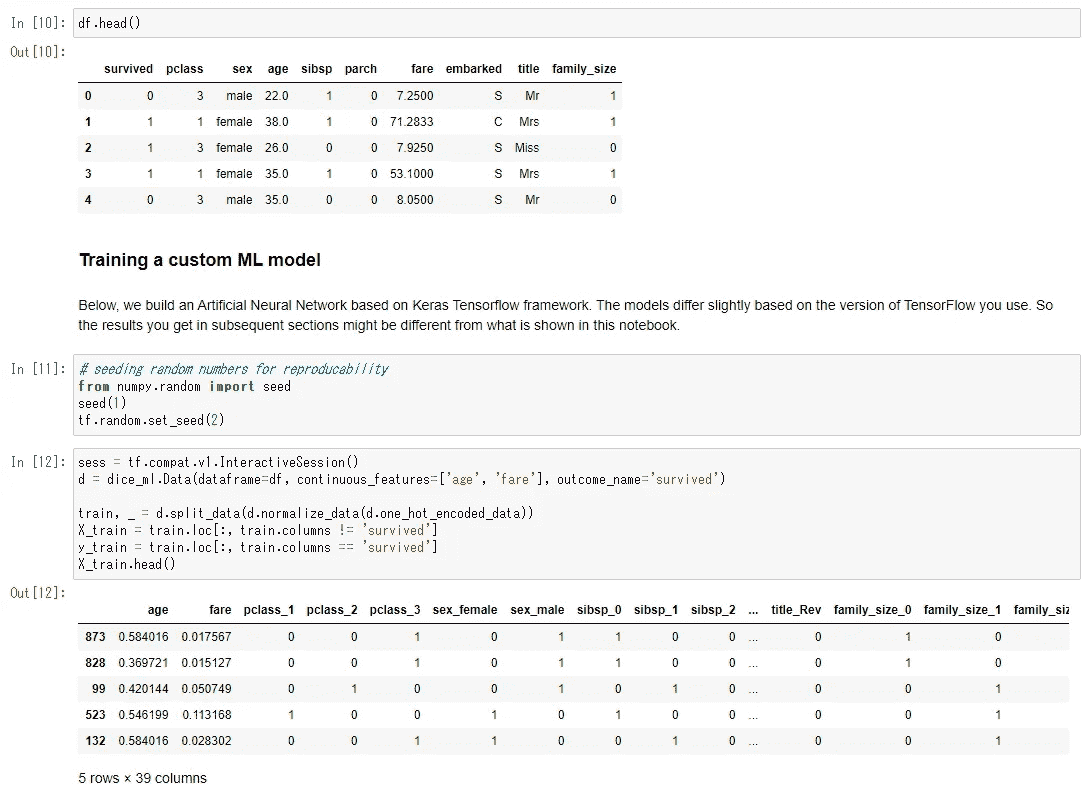 In [10]: df.head()
Out[10]:
survived pclass sex age sibsp parch fare embarked title family_size
0 0 3 male 22.0 1 0 7.2500 S Mr 1
1 1 1 female 38.0 1 0 71.2833 C Mrs 1
2 1 3 female 26.0 0 0 7.9250 S Miss 0
3 1 1 female 35.0 1 0 53.1000 S Mrs 1
4 0 3 male 35.0 0 0 8.0500 S Mr 0
Training a custom ML model
Below, we build an Artificial Neural Network based on Keras Tensorflow framework. The models differ slightly based on the version of TensorFlow you use. So
the results you get in subsequent sections might be different from what is shown in this notebook.
In [11]: # seeding random numbers for reproducability
from numpy.random import seed
seed(1)
tf.random.set_seed(2)
In [12]: sess = tf.compat.v1.InteractiveSession()
d = dice_ml.Data(dataframe=df, continuous_features=['age', 'fare'], outcome_name='survived')
train, _ = d.split_data(d.normalize_data(d.one_hot_encoded_data))
X_train = train.loc[:, train.columns != 'survived']
y_train = train.loc[:, train.columns == 'survived']
X_train.head()
Out[12]:
age fare pclass_1 pclass_2 pclass_3 sex_female sex_male sibsp_0 sibsp_1 sibsp_2 ... title_Rev family_size_0 family_size_1 family_siz
873 0.584016 0.017567 0 0 1 0 1 1 0 0 ... 0 1 0
828 0.369721 0.015127 0 0 1 0 1 1 0 0 ... 0 1 0
99 0.420144 0.050749 0 1 0 0 1 0 1 0 ... 0 0 1
523 0.546199 0.113168 1 0 0 1 0 1 0 0 ... 0 0 1
132 0.584016 0.028302 0 0 1 1 0 0 1 0 ... 0 0 1
5 rows × 39 columns